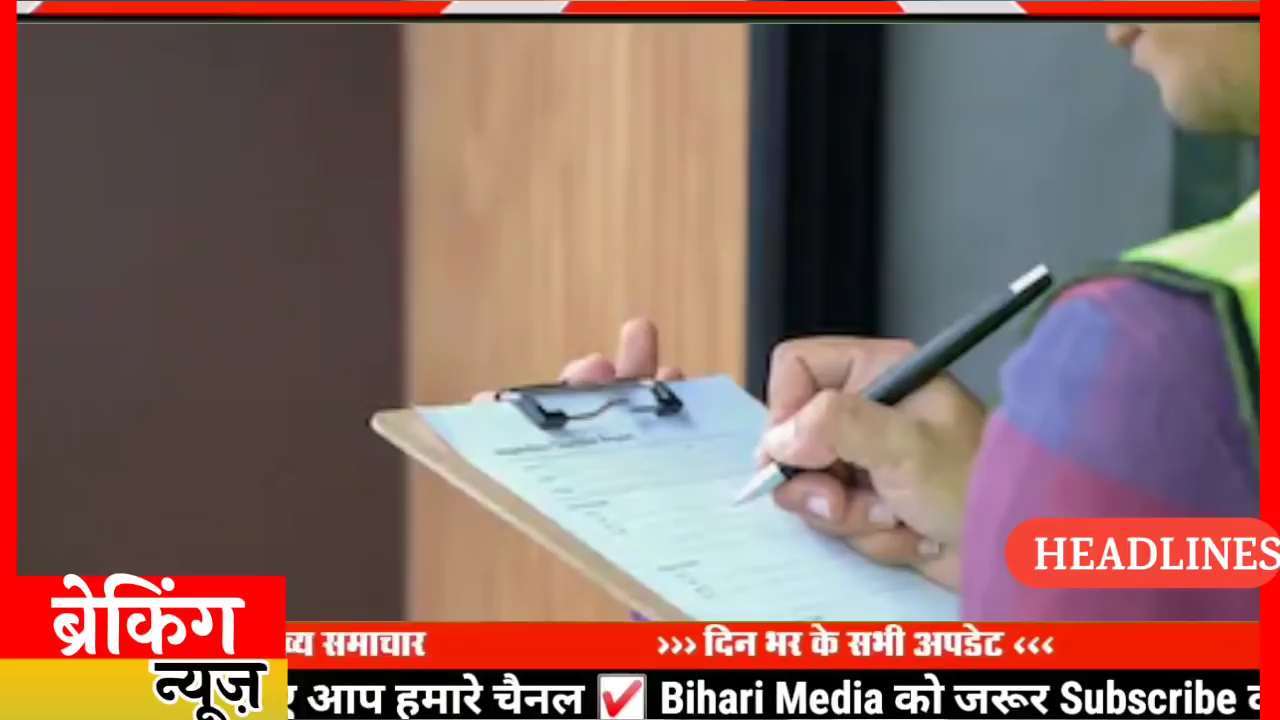 HEADLINES
ब्रेकिंग
न्यूज़
समाचार
>>> दिन भर के सभी अपडेट <<<
आप हमारे चैनल ✅ Bihari Media को जरूर Subscribe